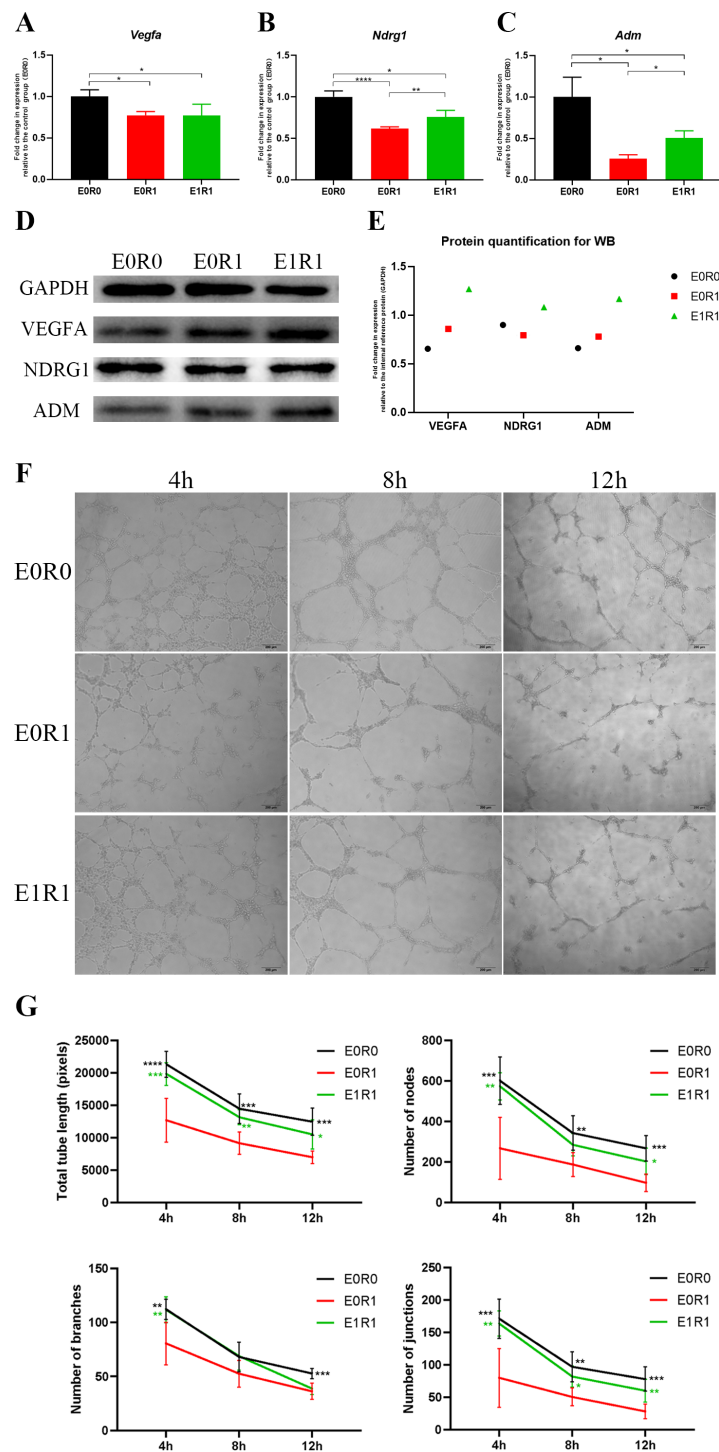 A
Vegfa
Fold change in expression
relative to the control group (E0R0)
1.5
1.0
0.5
0.0
*
*
E0R0 E0R1 E1R1
B
Ndrg1
Fold change in expression
relative to the control group (E0R0)
1.5
1.0
0.5
0.0
*
****
**
E0R0 E0R1 E1R1
C
Adm
Fold change in expression
relative to the control group (E0R0)
1.5
1.0
0.5
0.0
*
*
*
E0R0 E0R1 E1R1
D
E0R0 E0R1 E1R1
GAPDH
VEGFA
NDRG1
ADM
E
Protein quantification for WB
Fold change in expression
relative to the internal reference protein (GAPDH)
1.5
1.0
0.5
0.0
VEGFA NDRG1 ADM
E0R0
E0R1
E1R1
F
4h 8h 12h
E0R0
E0R1
E1R1
G
Total tube length (pixels)
25000
20000
15000
10000
5000
0
****
***
***
**
***
*
4h 8h 12h
E0R0
E0R1
E1R1
Number of nodes
800
600
400
200
0
***
**
**
***
*
4h 8h 12h
E0R0
E0R1
E1R1
Number of branches
150
100
50
0
**
**
***
4h 8h 12h
E0R0
E0R1
E1R1
Number of junctions
250
200
150
100
50
0
***
**
**
*
***
**
4h 8h 12h
E0R0
E0R1
E1R1